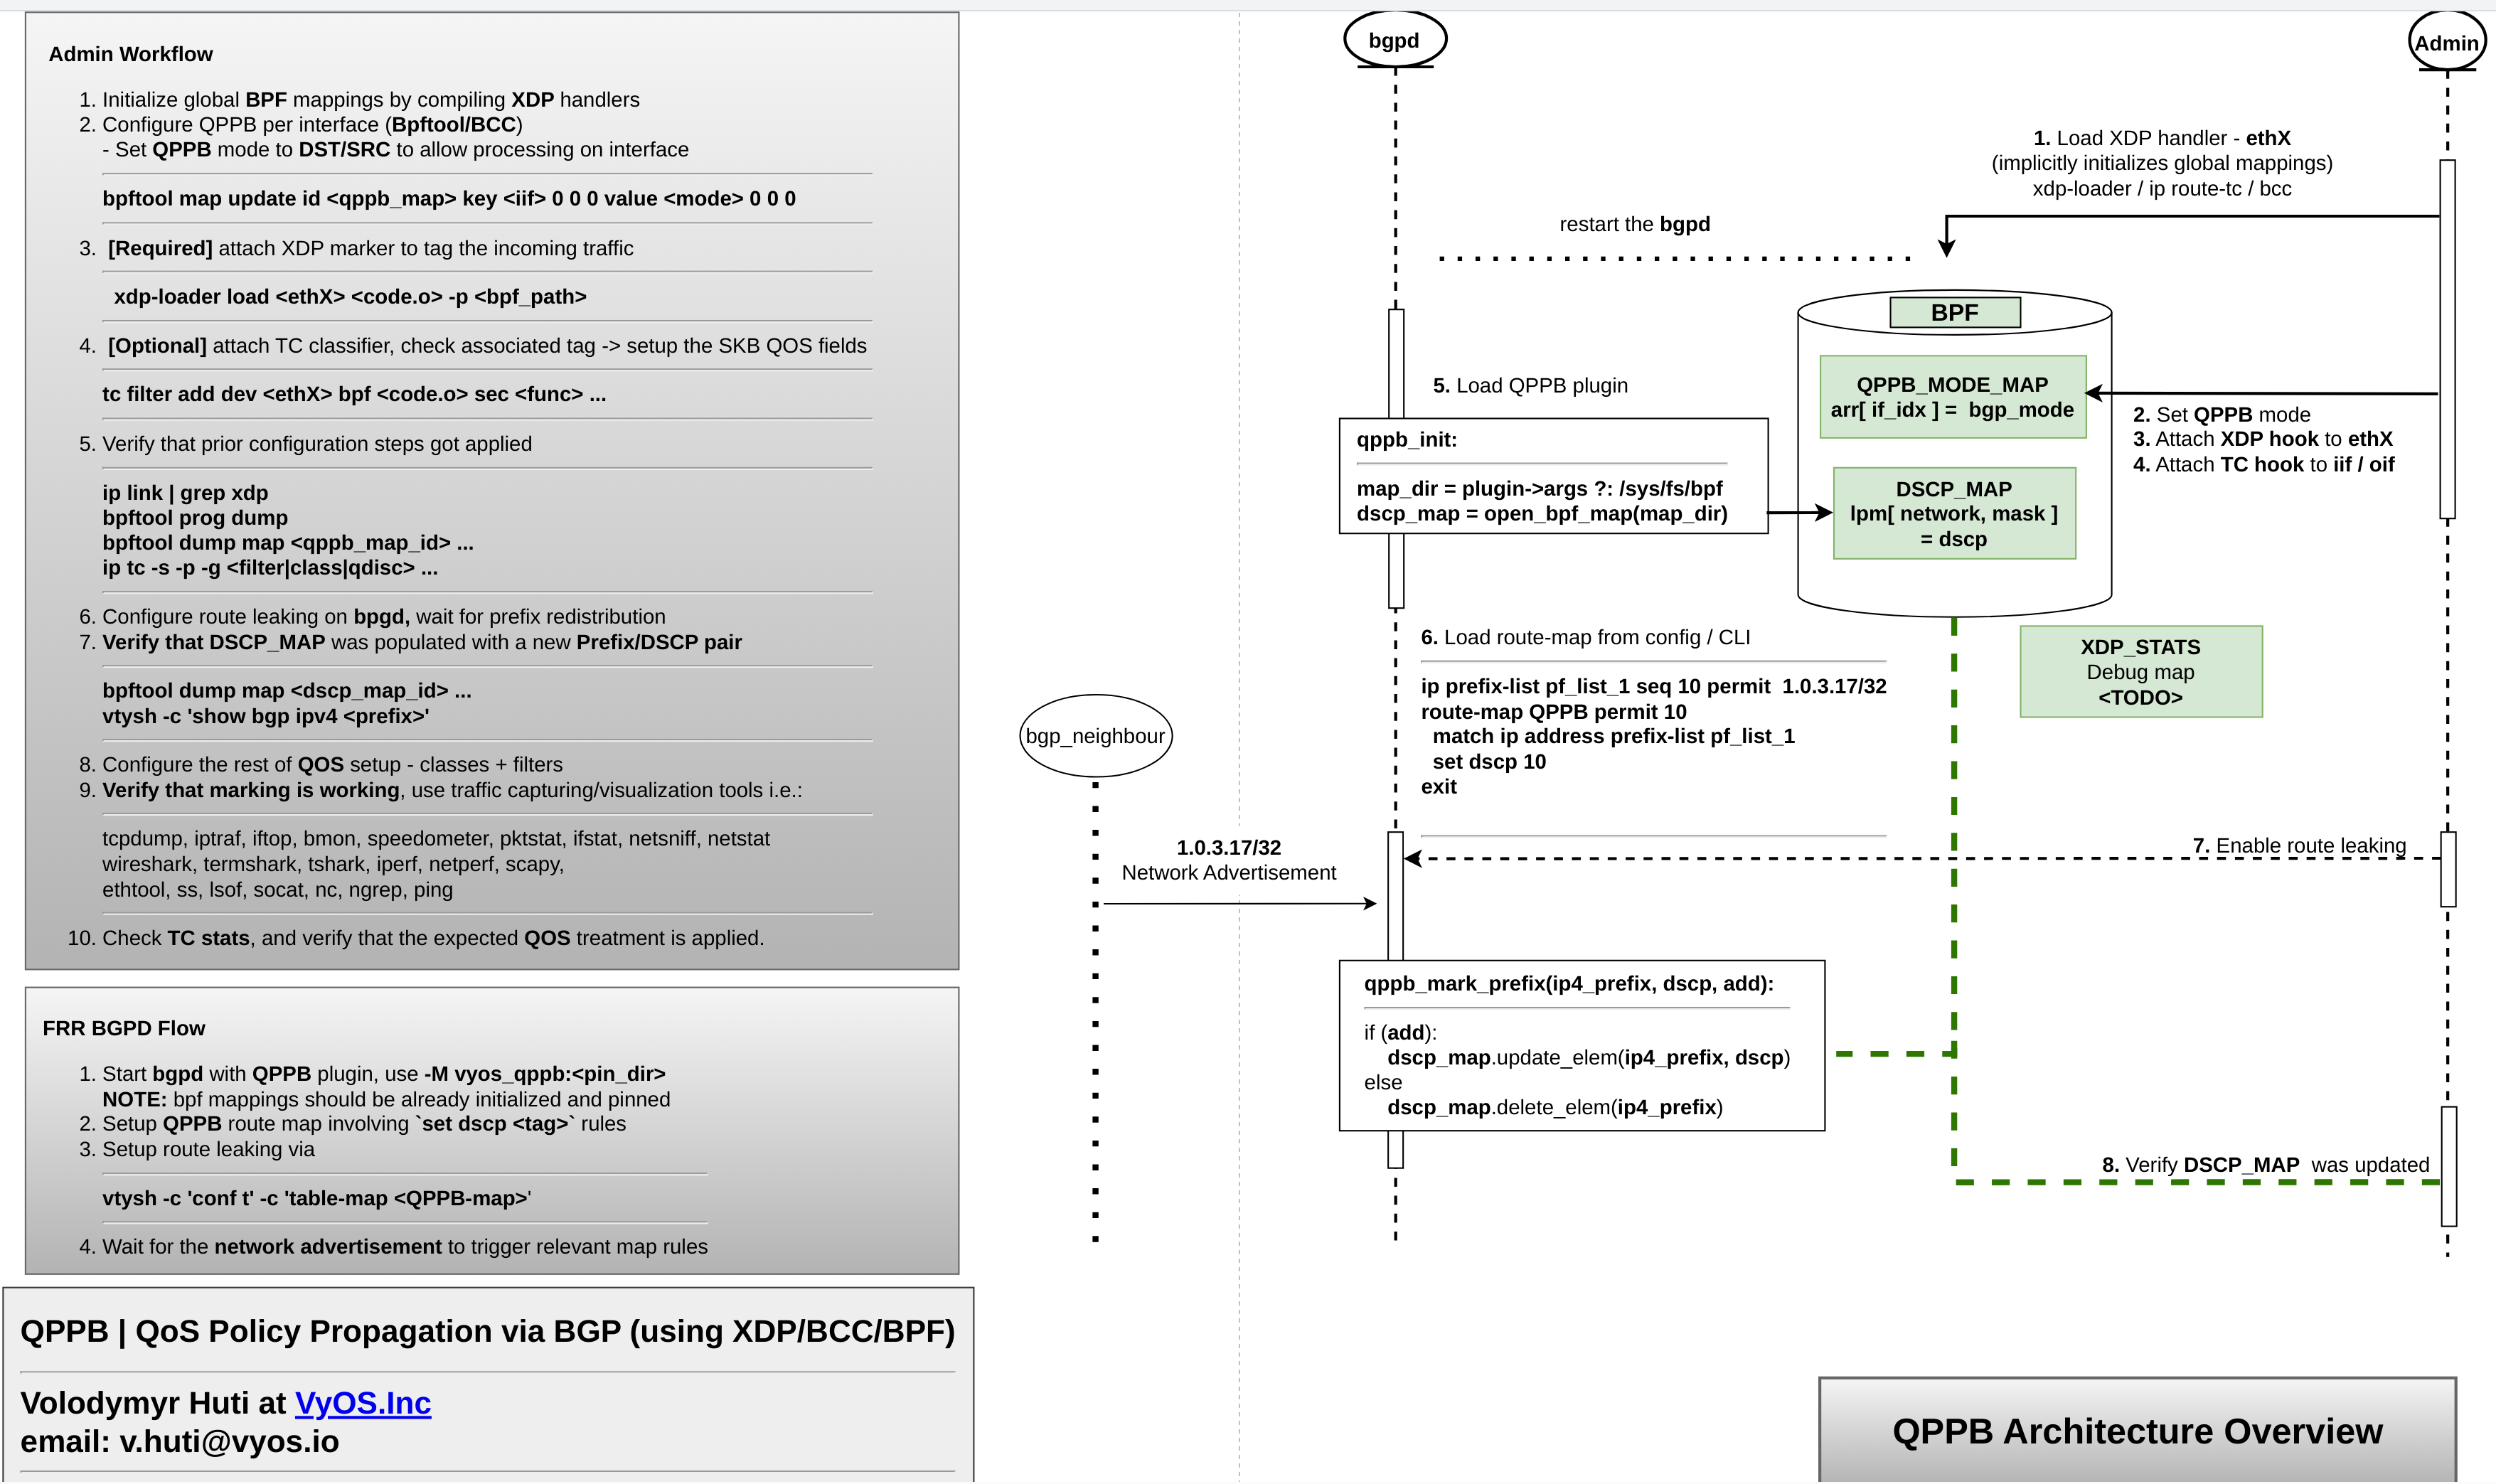 Admin Workflow
1. Initialize global BPF mappings by compiling XDP handlers
2. Configure QPPB per interface (Bpftool/BCC)
- Set QPPB mode to DST/SRC to allow processing on interface
bpftool map update id <qppb_map> key <iif> 0 0 0 value <mode> 0 0 0
3. [Required] attach XDP marker to tag the incoming traffic
xdp-loader load <ethX> <code.o> -p <bpf_path>
4. [Optional] attach TC classifier, check associated tag -> setup the SKB QOS fields
tc filter add dev <ethX> bpf <code.o> sec <func> ...
5. Verify that prior configuration steps got applied
ip link | grep xdp
bpftool prog dump
bpftool dump map <qppb_map_id> ...
ip tc -s -p -g <filter|class|qdisc> ...
6. Configure route leaking on bpgd, wait for prefix redistribution
7. Verify that DSCP_MAP was populated with a new Prefix/DSCP pair
bpftool dump map <dscp_map_id> ...
vtysh -c 'show bgp ipv4 <prefix>'
8. Configure the rest of QOS setup - classes + filters
9. Verify that marking is working, use traffic capturing/visualization tools i.e.:
tcpdump, iptraf, iftop, bmon, speedometer, pktstat, ifstat, netsniff, netstat
wireshark, termshark, tshark, iperf, netperf, scapy,
ethtool, ss, lsof, socat, nc, ngrep, ping
10. Check TC stats, and verify that the expected QOS treatment is applied.
FRR BGPD Flow
1. Start bgpd with QPPB plugin, use -M vyos_qppb:<pin_dir>
NOTE: bpf mappings should be already initialized and pinned
2. Setup QPPB route map involving `set dscp <tag>` rules
3. Setup route leaking via
vtysh -c 'conf t' -c 'table-map <QPPB-map>'
4. Wait for the network advertisement to trigger relevant map rules
QPPB | QoS Policy Propagation via BGP (using XDP/BCC/BPF)
Volodymyr Huti at VyOS.Inc
email: v.huti@vyos.io
bgpd
Admin
1. Load XDP handler - ethX
(implicitly initializes global mappings)
xdp-loader / ip route-tc / bcc
restart the bgpd
BPF
QPPB_MODE_MAP
arr[ if_idx ] = bgp_mode
2. Set QPPB mode
3. Attach XDP hook to ethX
4. Attach TC hook to iif / oif
5. Load QPPB plugin
qppb_init:
map_dir = plugin->args ?: /sys/fs/bpf
dscp_map = open_bpf_map(map_dir)
DSCP_MAP
lpm[ network, mask ]
= dscp
XDP_STATS
Debug map
<TODO>
6. Load route-map from config / CLI
ip prefix-list pf_list_1 seq 10 permit 1.0.3.17/32
route-map QPPB permit 10
match ip address prefix-list pf_list_1
set dscp 10
exit
bgp_neighbour
1.0.3.17/32
Network Advertisement
7. Enable route leaking
qppb_mark_prefix(ip4_prefix, dscp, add):
if (add):
dscp_map.update_elem(ip4_prefix, dscp)
else
dscp_map.delete_elem(ip4_prefix)
8. Verify DSCP_MAP was updated
QPPB Architecture Overview